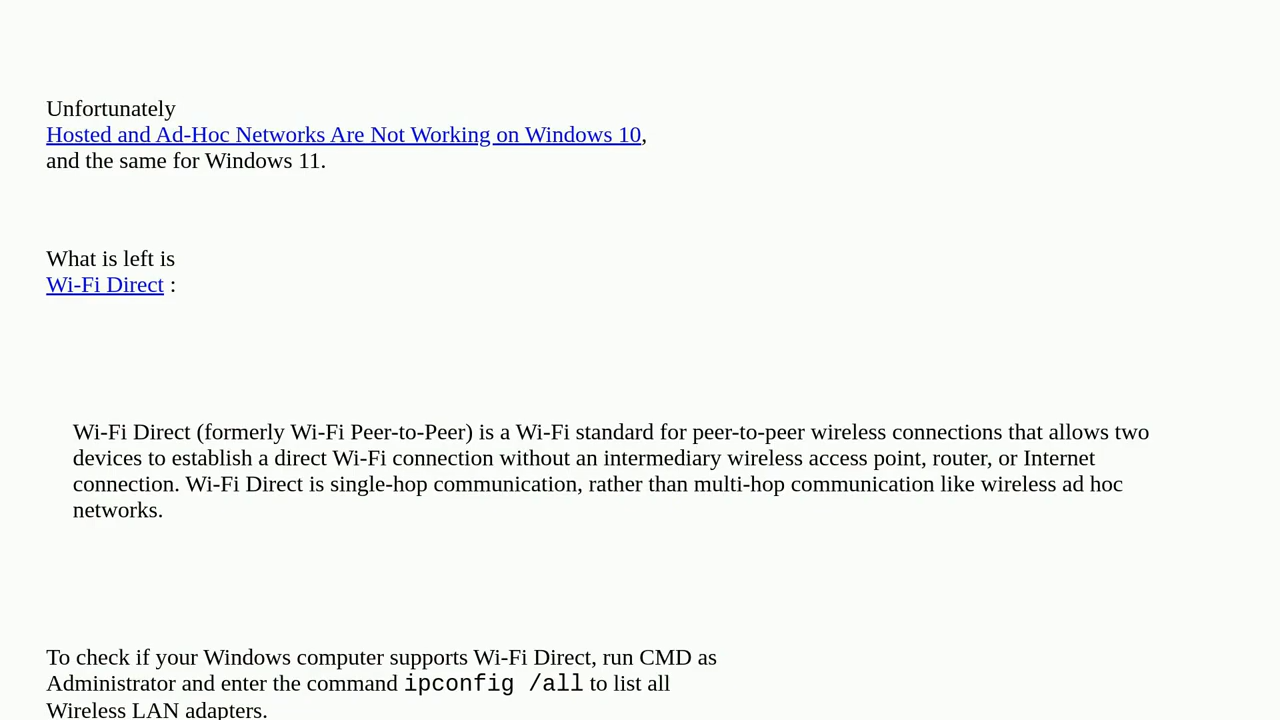 Unfortunately
Hosted and Ad-Hoc Networks Are Not Working on Windows 10,
and the same for Windows 11.
What is left is
Wi-Fi Direct :
Wi-Fi Direct (formerly Wi-Fi Peer-to-Peer) is a Wi-Fi standard for peer-to-peer wireless connections that allows two
devices to establish a direct Wi-Fi connection without an intermediary wireless access point, router, or Internet
connection. Wi-Fi Direct is single-hop communication, rather than multi-hop communication like wireless ad hoc
networks.
To check if your Windows computer supports Wi-Fi Direct, run CMD as
Administrator and enter the command ipconfig /all to list all
Wireless LAN adapters.